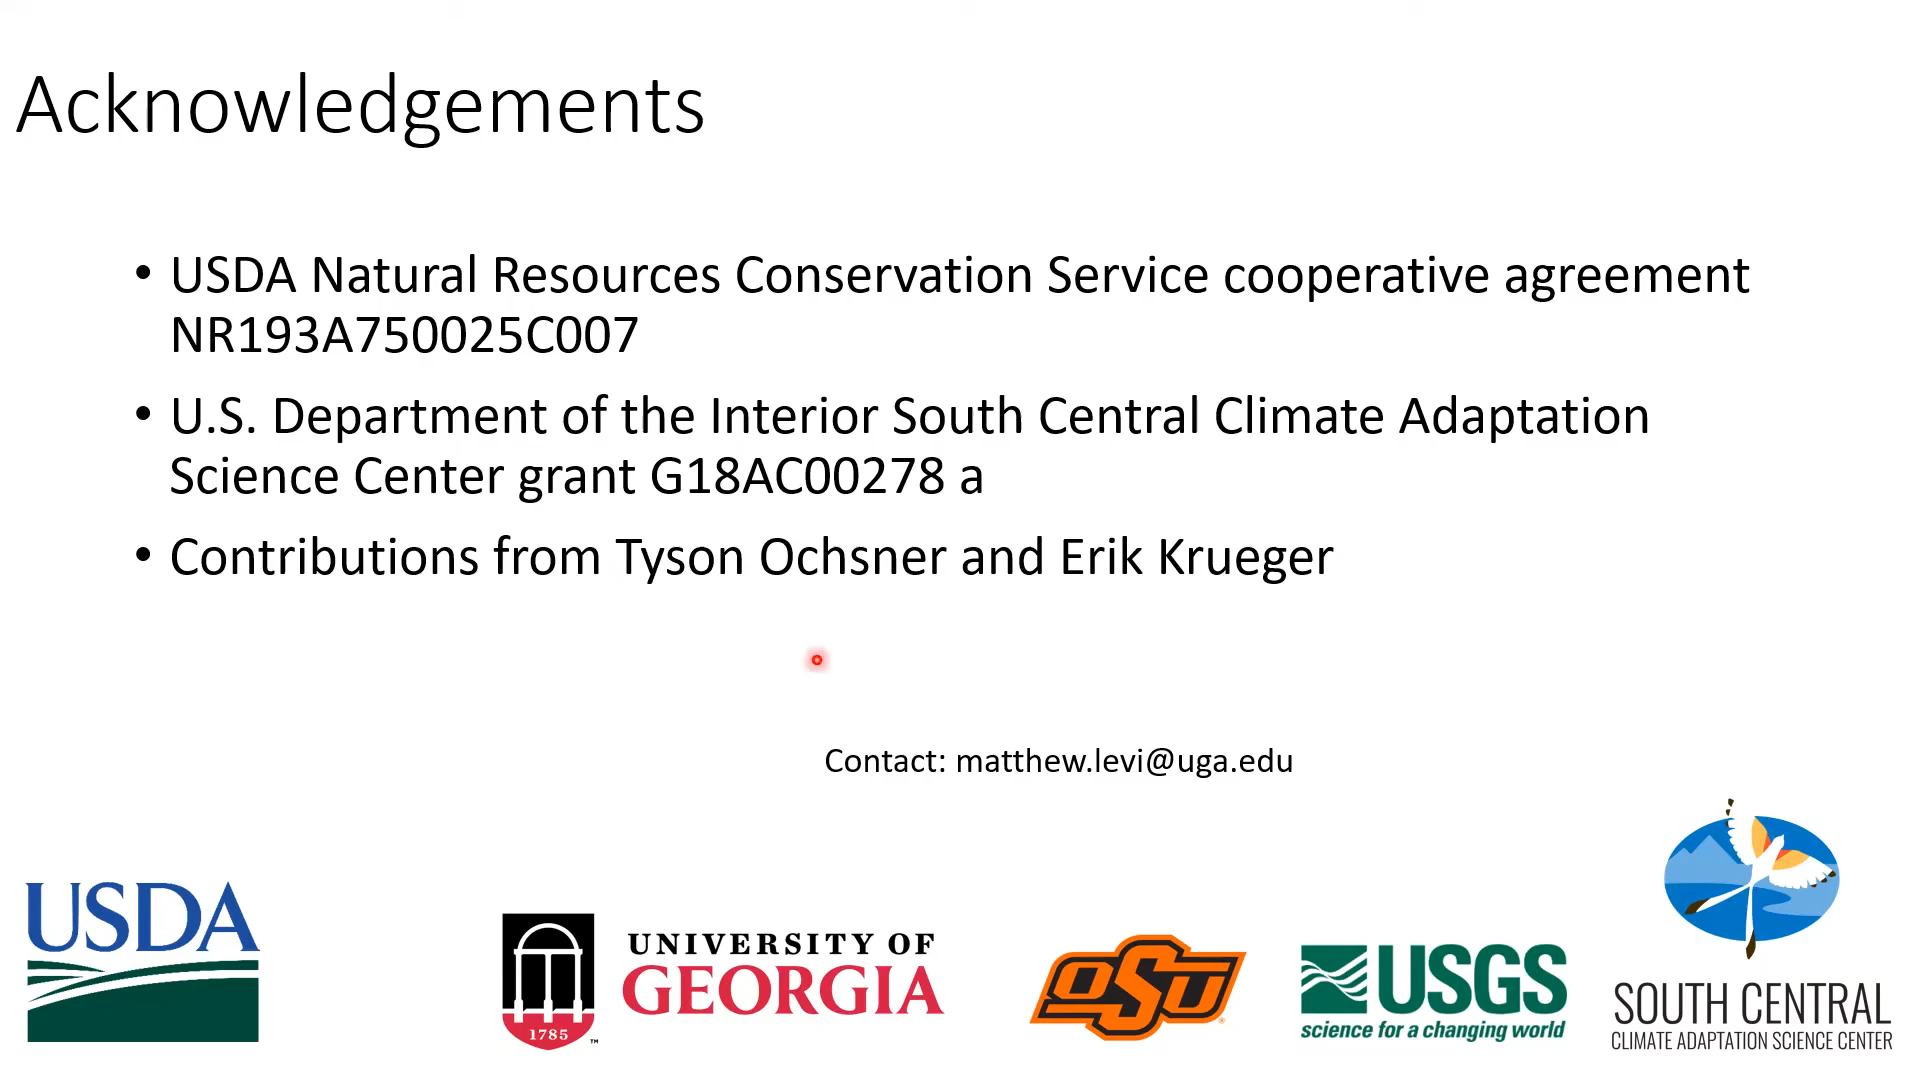 Acknowledgements
• USDA Natural Resources Conservation Service cooperative agreement
NR193A750025C007
• U.S. Department of the Interior South Central Climate Adaptation
Science Center grant G18AC00278 a
• Contributions from Tyson Ochsner and Erik Krueger
Contact: matthew.levi@uga.edu
USDA
1785
™
UNIVERSITY OF
GEORGIA
OSU
®
USGS
science for a changing world
SOUTH CENTRAL
CLIMATE ADAPTATION SCIENCE CENTER